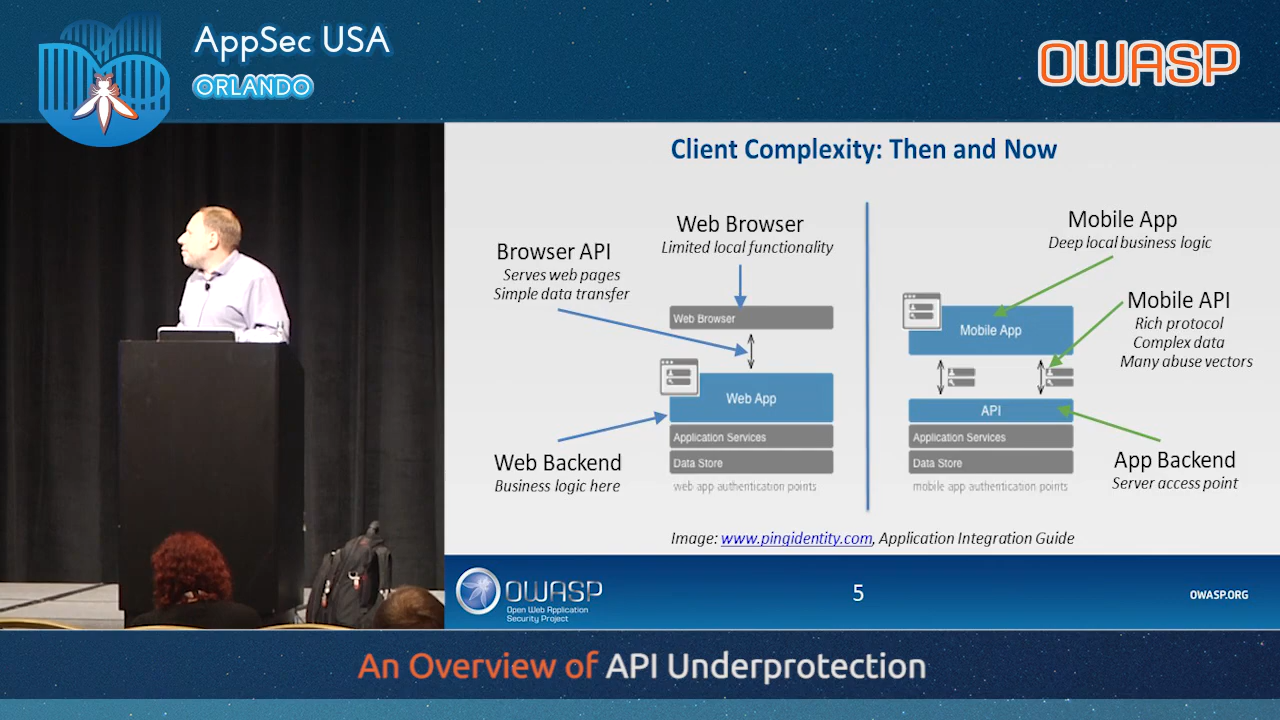 AppSec USA
ORLANDO
OWASP
Client Complexity: Then and Now
Web Browser
Limited local functionality
Browser API
Serves web pages
Simple data transfer
Web Browser
Web App
Application Services
Data Store
web app authentication points
Web Backend
Business logic here
Mobile App
Deep local business logic
Mobile API
Rich protocol
Complex data
Many abuse vectors
Mobile App
API
Application Services
Data Store
mobile app authentication points
App Backend
Server access point
Image: www.pingidentity.com, Application Integration Guide
OWASP
Open Web Application
Security Project
5
OWASP.ORG
An Overview of API Underprotection